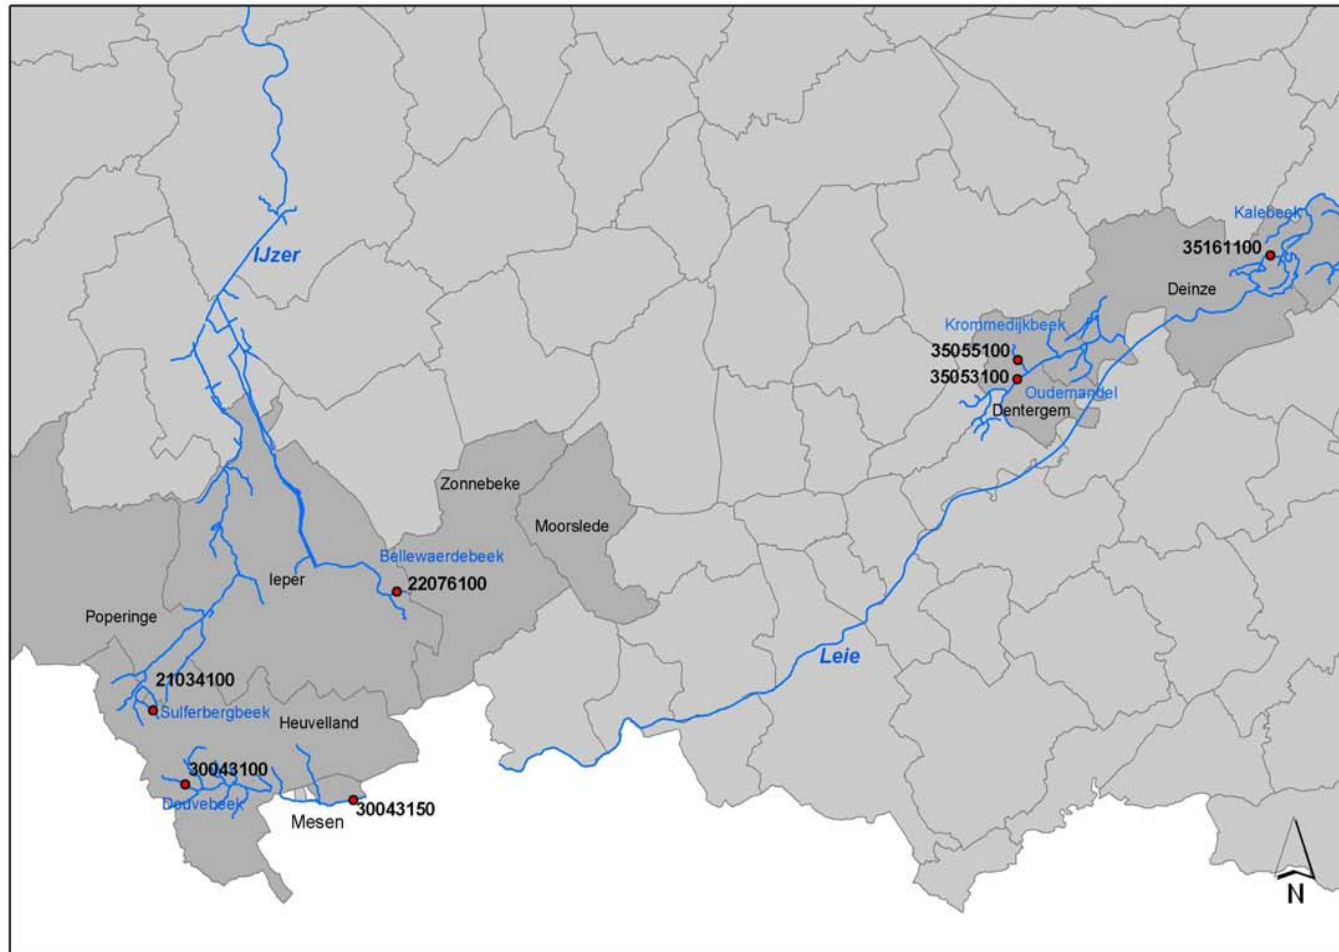 Kalebeek
35161100
IJzer
Deinze
Krommedijkbeek
35055100
35053100
Oudemandel
Dentergem
Zonnebeke
Moorslede
Bellewaerdebeek
22076100
Ieper
Poperinge
Leie
21034100
Sulferbergbeek
Heuvelland
30043100
Douvebeek
30043150
Mesen
N